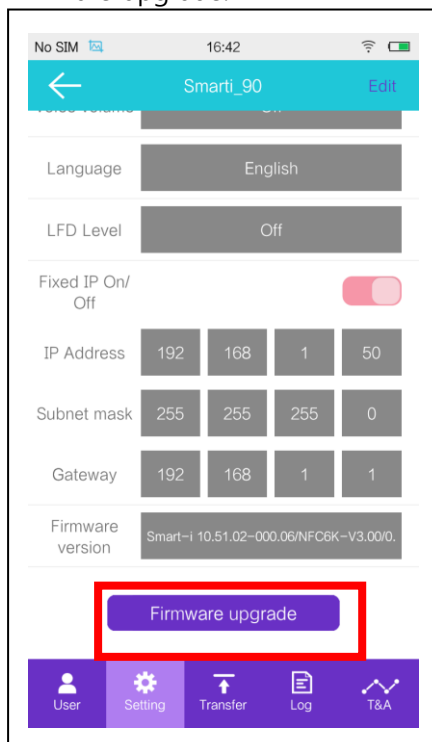 No SIM 16:42
Smarti_90 Edit
Language English
LFD Level Off
Fixed IP On/
Off
IP Address 192 168 1 50
Subnet mask 255 255 255 0
Gateway 192 168 1 1
Firmware
version
Smart-i 10.51.02-000.06/NFC6K-V3.00/0.
Firmware upgrade
User Setting Transfer Log T&A